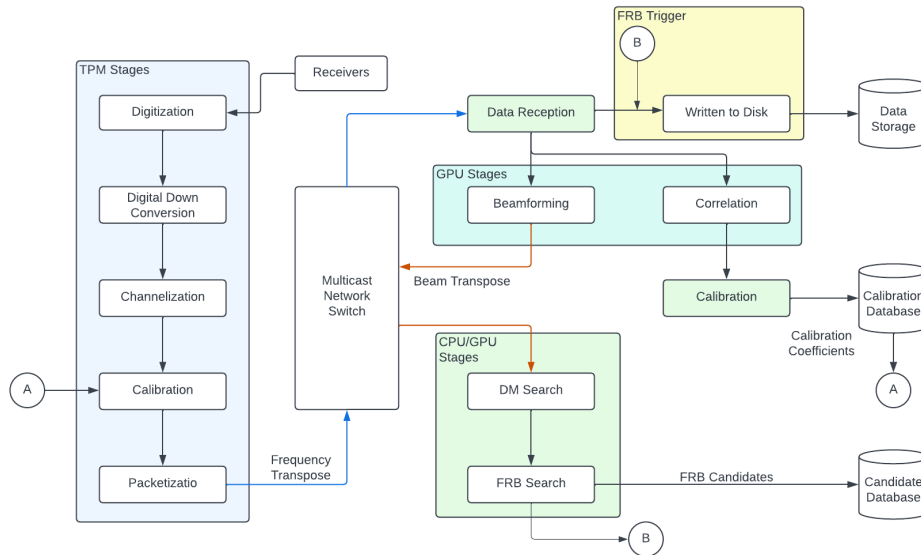 FRB Trigger
B
TPM Stages
Receivers
Digitization
Data Reception
Written to Disk
Data
Storage
GPU Stages
Digital Down
Conversion
Beamforming
Correlation
Multicast
Network
Switch
Beam Transpose
Channelization
Calibration
Calibration
Database
Calibration
Coefficients
CPU/GPU
Stages
A
Calibration
DM Search
A
Frequency
Transpose
Packetizatio
FRB Search
FRB Candidates
Candidate
Database
B